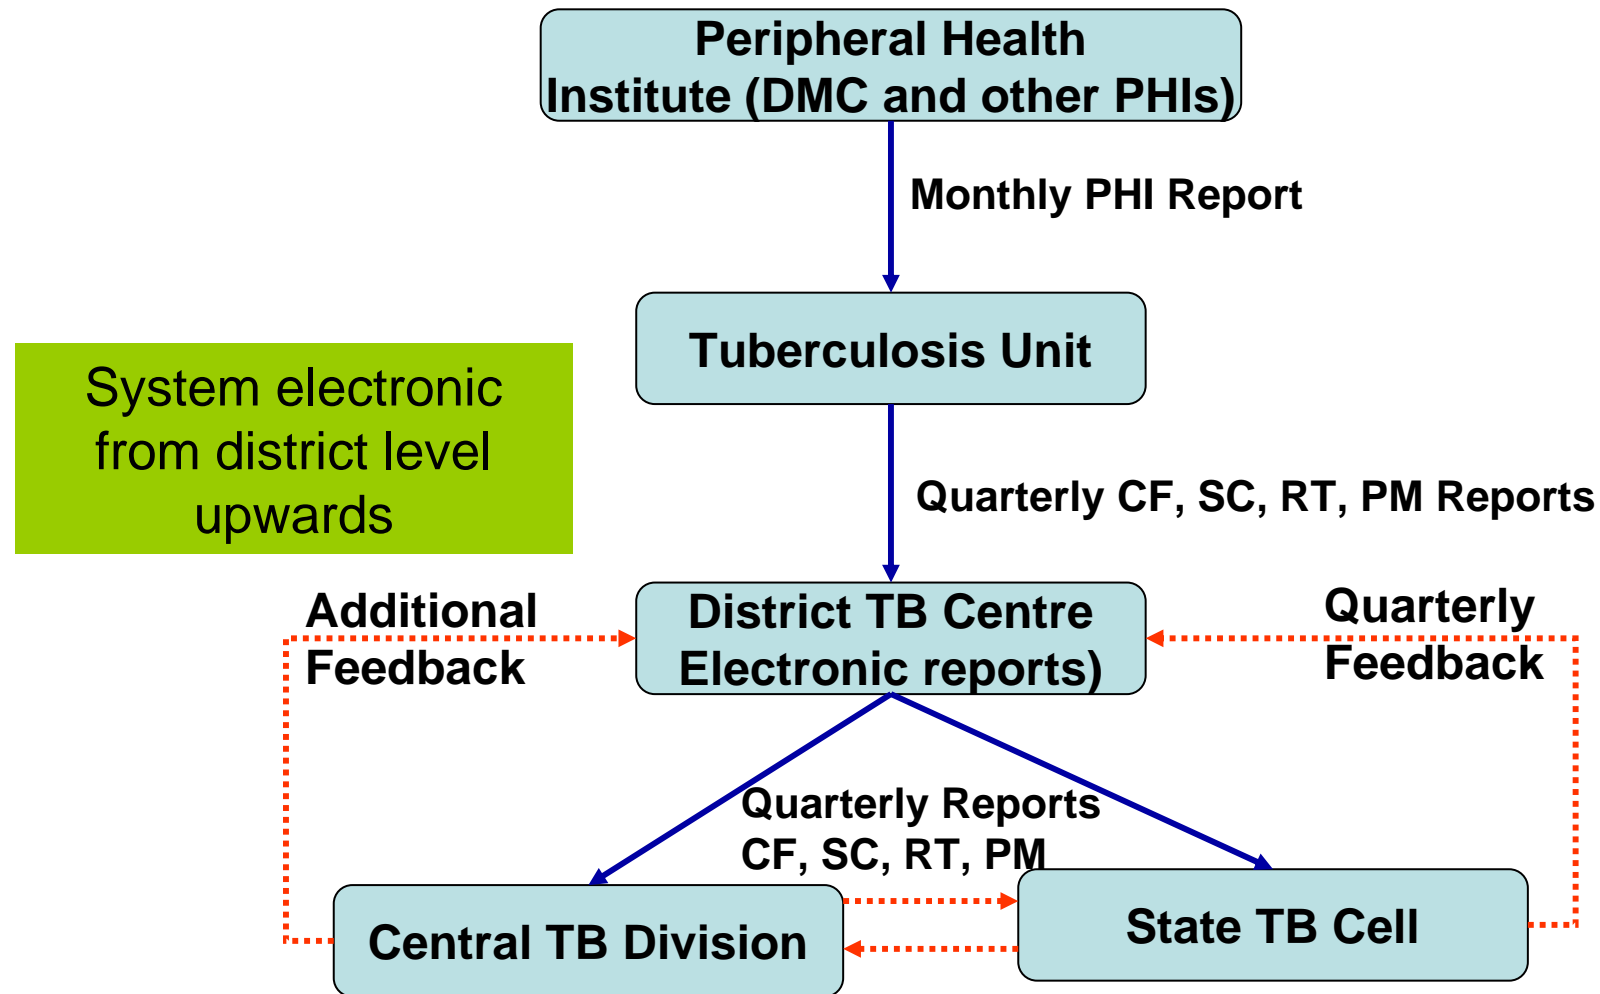 Peripheral Health
Institute (DMC and other PHIs)
Monthly PHI Report
Tuberculosis Unit
System electronic
from district level
upwards
Quarterly CF, SC, RT, PM Reports
Additional
Feedback
District TB Centre
Electronic reports)
Quarterly
Feedback
Quarterly Reports
CF, SC, RT, PM
Central TB Division
State TB Cell